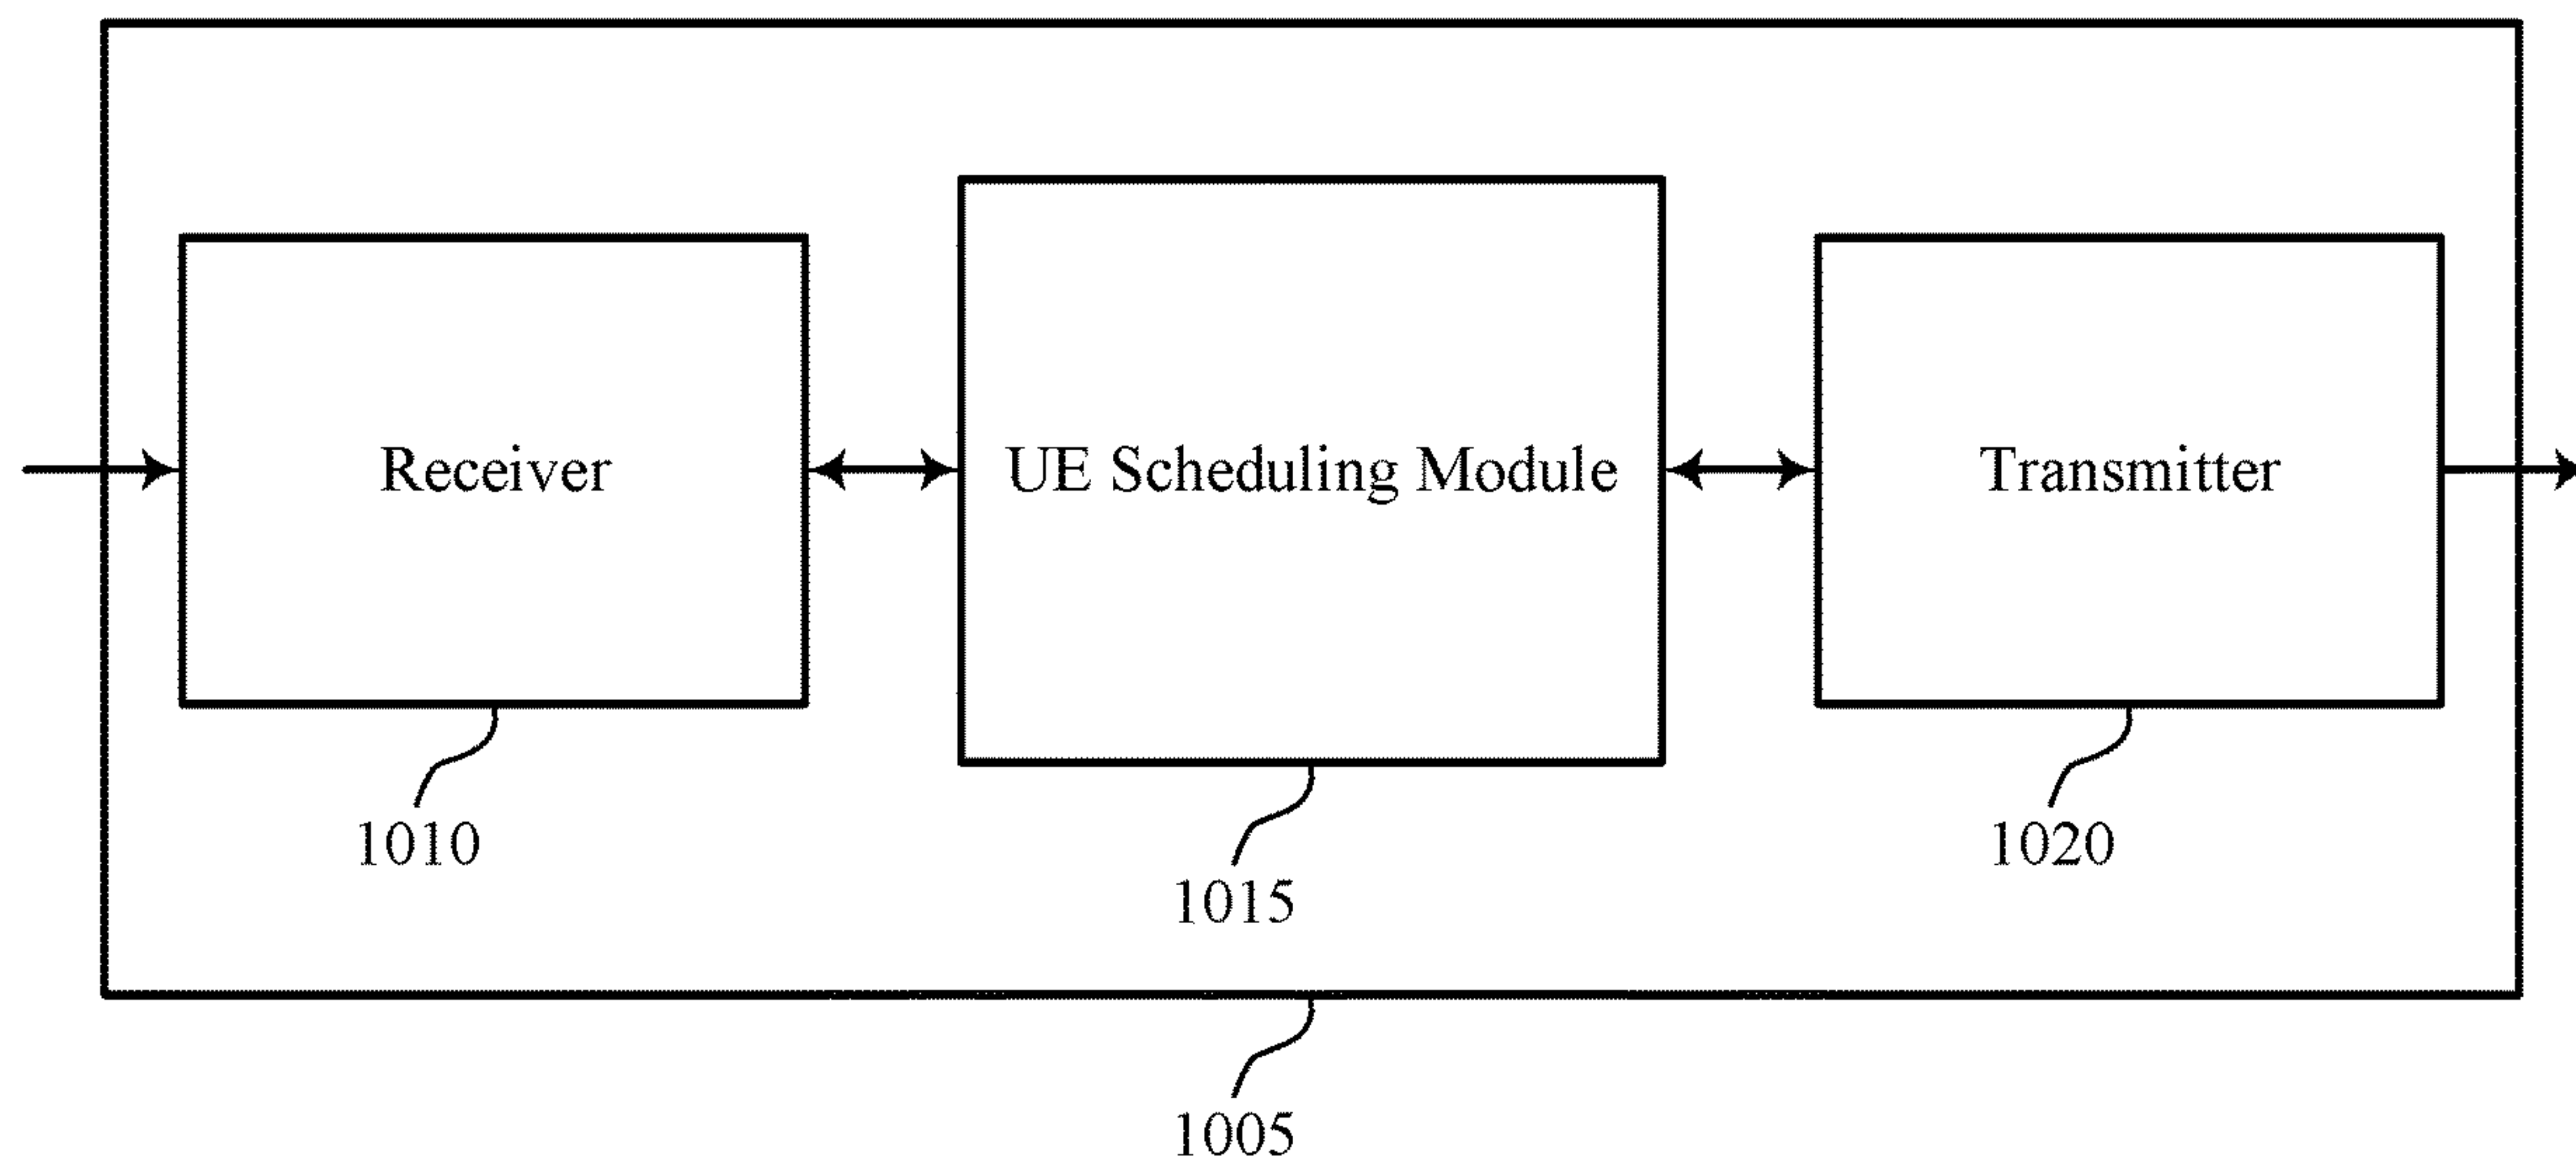 Receiver
UE Scheduling Module
Transmitter
1010
1020
1015
1005